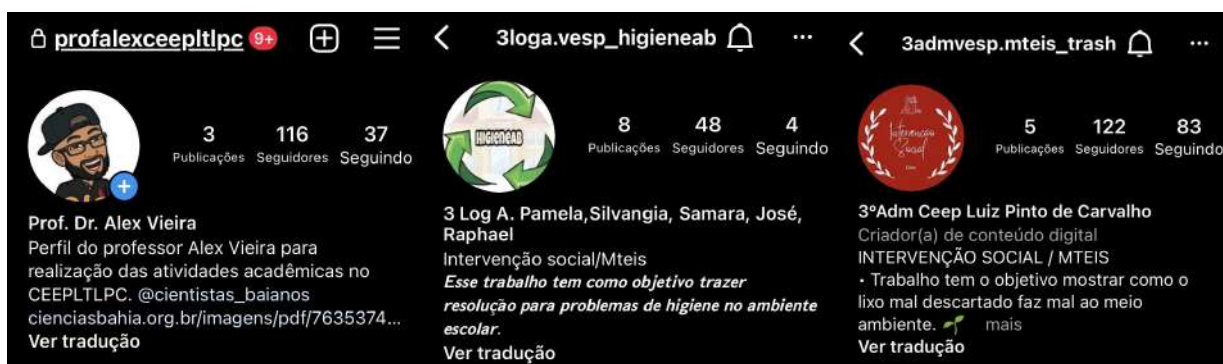 profalexceepltlpc 9+
3 116 37
Publicações Seguidores Seguindo
Prof. Dr. Alex Vieira
Perfil do professor Alex Vieira para
realização das atividades acadêmicas no
CEEPLTLPC. @cientistas_baianos
cienciasbahia.org.br/imagens/pdf/7635374...
Ver tradução
3loga.vesp_higieneab
HIGIENEAB
8 48 4
Publicações Seguidores Seguindo
3 Log A. Pamela,Silvangia, Samara, José,
Raphael
Intervenção social/Mteis
Esse trabalho tem como objetivo trazer
resolução para problemas de higiene no ambiente
escolar.
Ver tradução
3admvesp.mteis_trash
Intervenção
Social
5 122 83
Publicações Seguidores Seguindo
3ºAdm Ceep Luiz Pinto de Carvalho
Criador(a) de conteúdo digital
INTERVENÇÃO SOCIAL / MTEIS
• Trabalho tem o objetivo mostrar como o
lixo mal descartado faz mal ao meio
ambiente. mais
Ver tradução